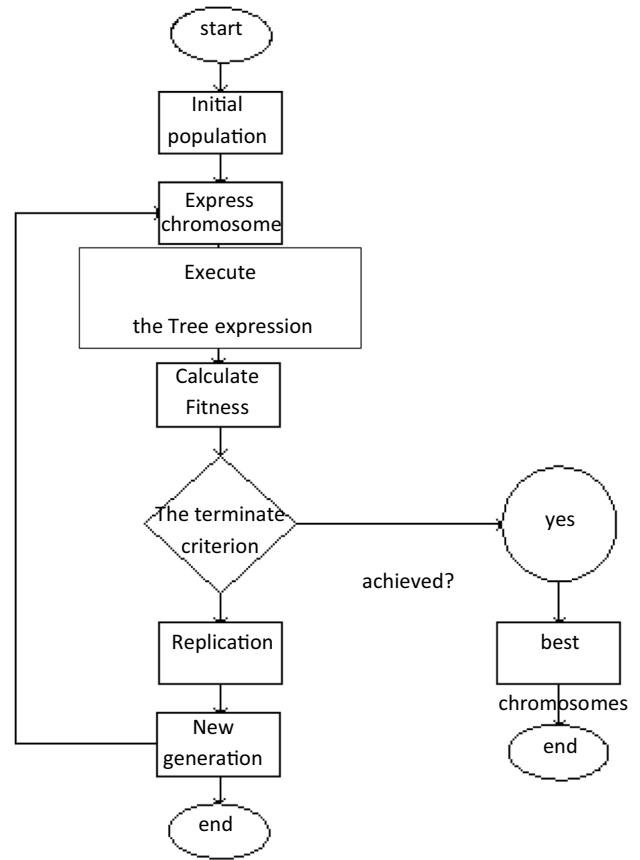 start
Initial
population
Express
chromosome
Execute
the Tree expression
Calculate
Fitness
The terminate
criterion
achieved?
yes
Replication
best
chromosomes
New
generation
end
end